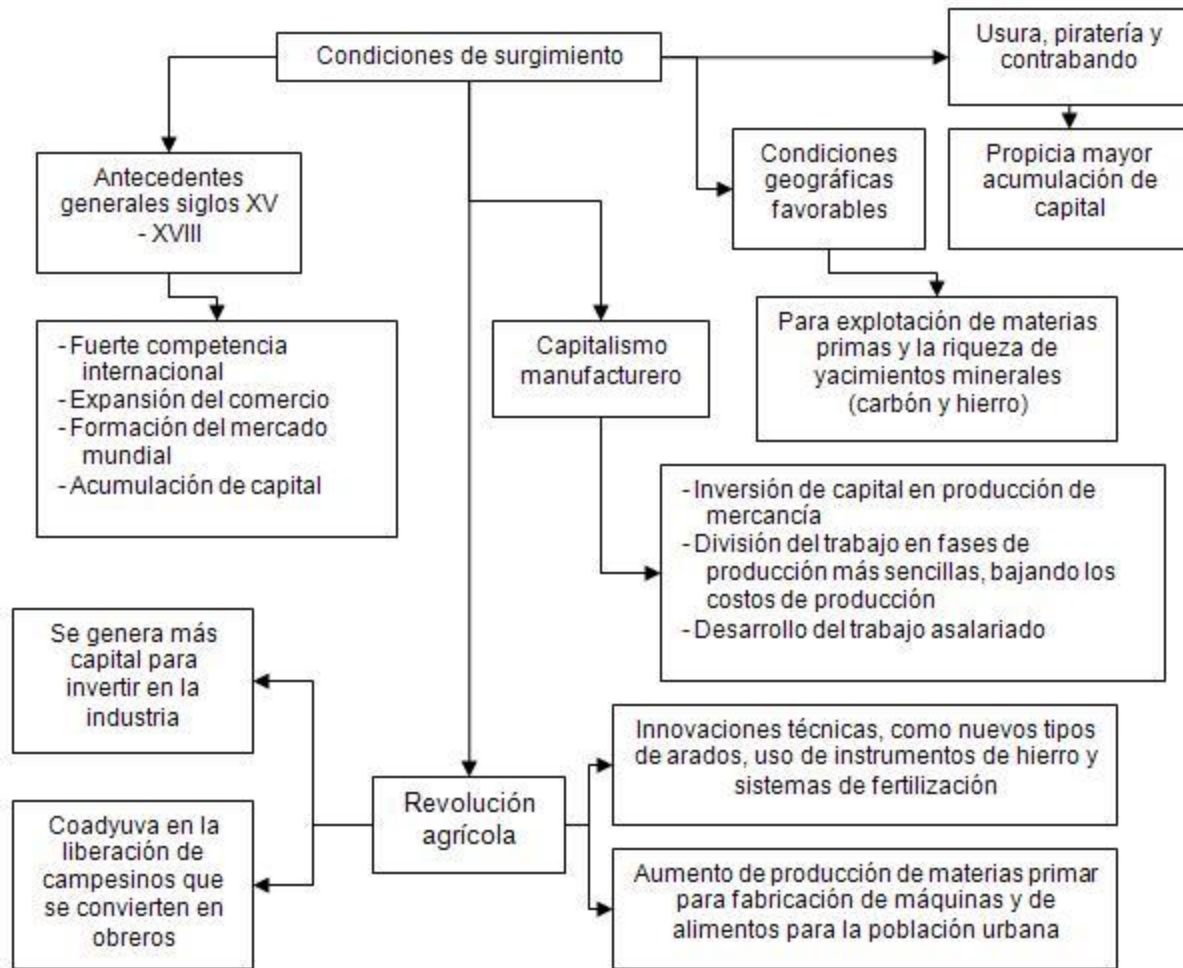 Condiciones de surgimiento
Usura, piratería y
contrabando
Propicia mayor
acumulación de
capital
Condiciones
geográficas
favorables
Para explotación de materias
primas y la riqueza de
yacimientos minerales
(carbón y hierro)
Antecedentes
generales siglos XV
- XVIII
- Fuerte competencia
internacional
- Expansión del comercio
- Formación del mercado
mundial
- Acumulación de capital
Capitalismo
manufacturero
- Inversión de capital en producción de
mercancía
- División del trabajo en fases de
producción más sencillas, bajando los
costos de producción
- Desarrollo del trabajo asalariado
Revolución
agrícola
Se genera más
capital para
invertir en la
industria
Coadyuva en la
liberación de
campesinos que
se convierten en
obreros
Innovaciones técnicas, como nuevos tipos
de arados, uso de instrumentos de hierro y
sistemas de fertilización
Aumento de producción de materias primar
para fabricación de máquinas y de
alimentos para la población urbana